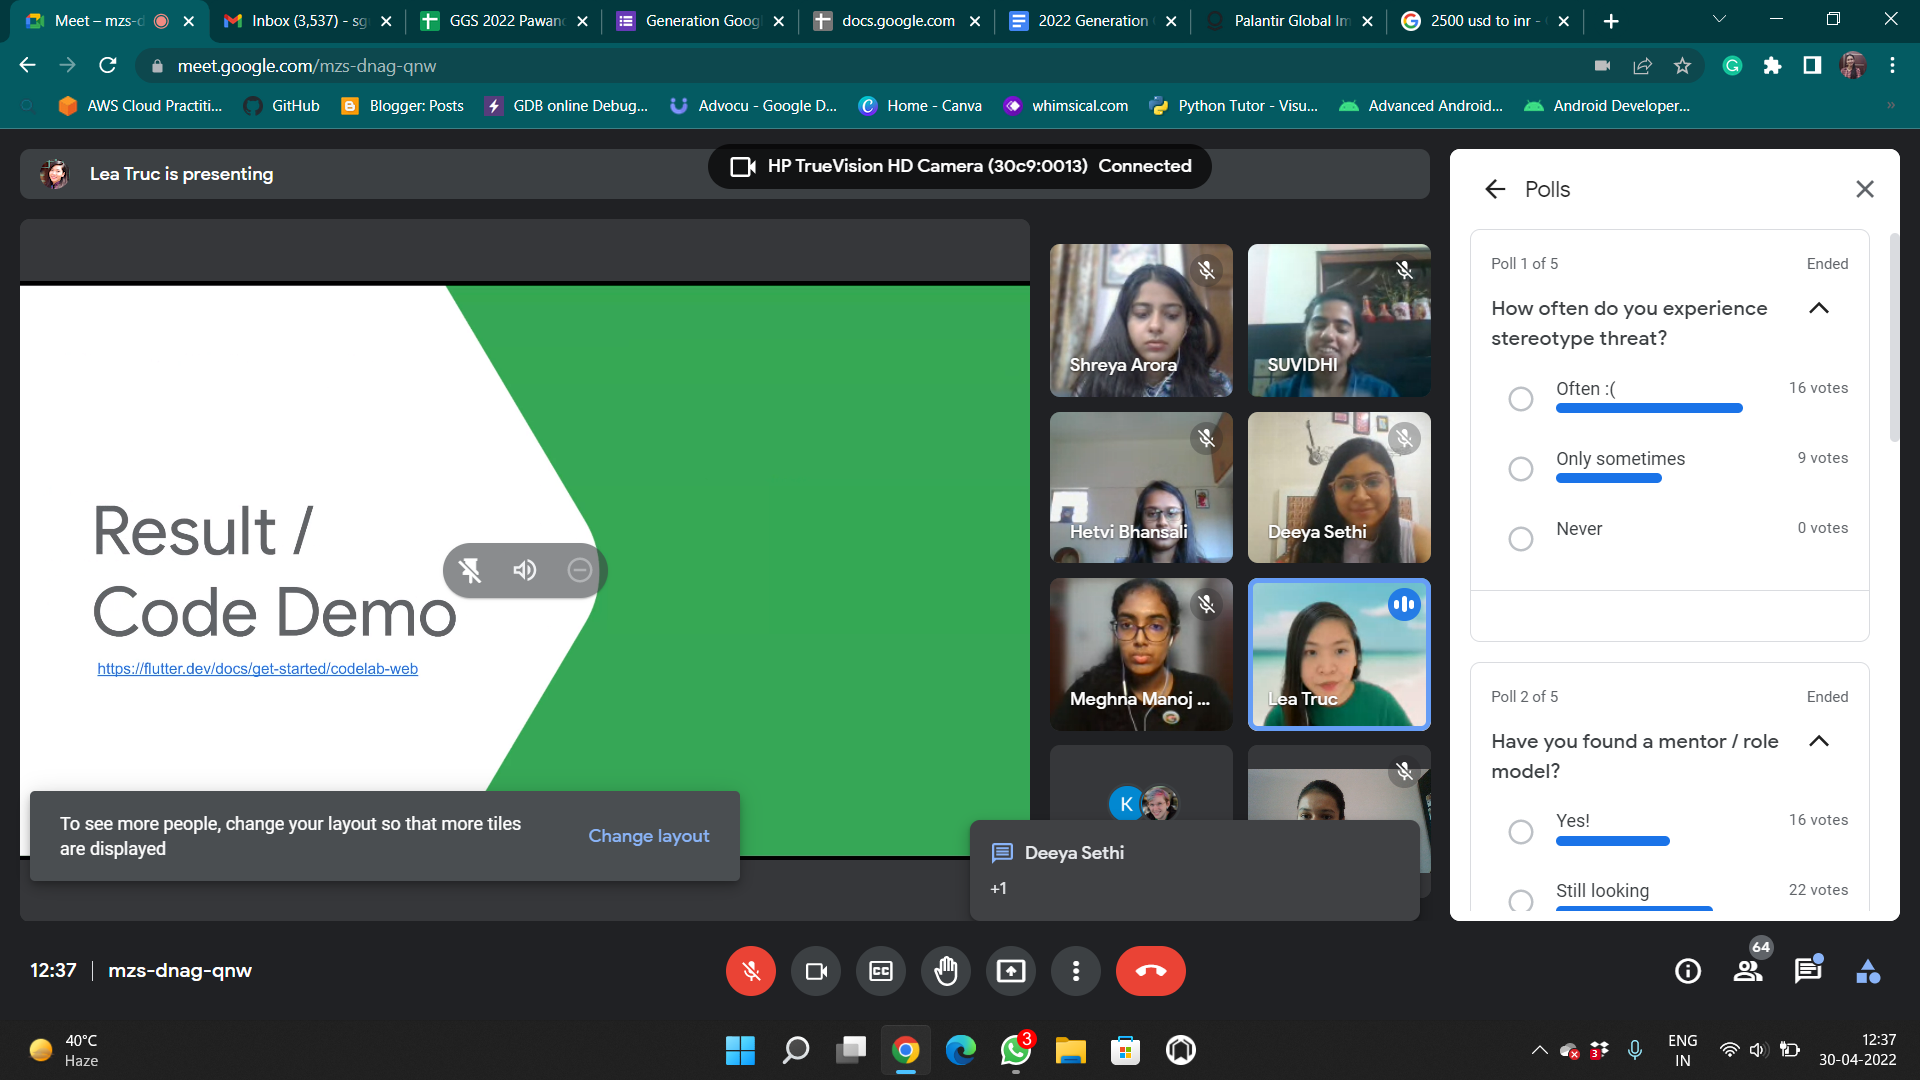 Meet – mzs-d
Inbox (3,537) - sg
GGS 2022 Pawan
Generation Goog
docs.google.com
2022 Generation
Palantir Global Im
2500 usd to inr -
meet.google.com/mzs-dnag-qnw
AWS Cloud Practiti...
GitHub
Blogger: Posts
GDB online Debug...
Advocu - Google D...
Home - Canva
whimsical.com
Python Tutor - Visu...
Advanced Android...
Android Developer...
Lea Truc is presenting
HP TrueVision HD Camera (30c9:0013) Connected
Result /
Code Demo
https://flutter.dev/docs/get-started/codelab-web
To see more people, change your layout so that more tiles
are displayed
Change layout
Shreya Arora
SUVIDHI
Hetvi Bhansali
Deeya Sethi
Meghna Manoj ...
Lea Truc
K
Deeya Sethi
+1
Polls
Poll 1 of 5
Ended
How often do you experience
stereotype threat?
Often :(
16 votes
Only sometimes
9 votes
Never
0 votes
Poll 2 of 5
Ended
Have you found a mentor / role
model?
Yes!
16 votes
Still looking
22 votes
12:37 | mzs-dnag-qnw
CC
64
40°C
Haze
3
3
ENG
IN
12:37
30-04-2022